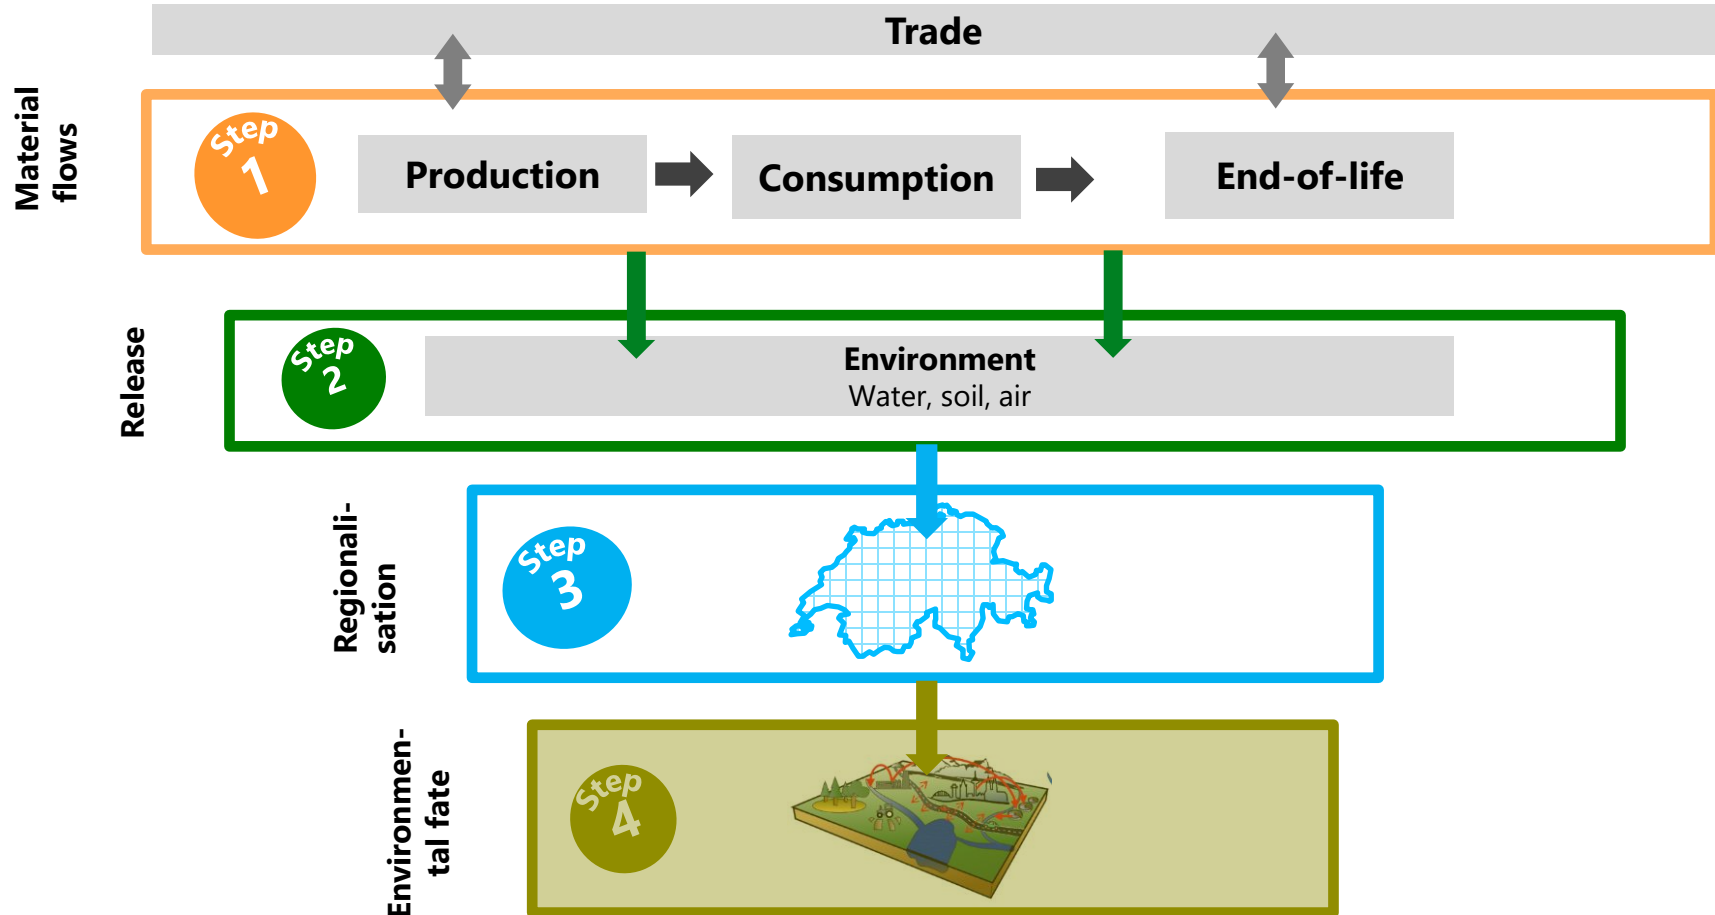 Trade
Material
flows
Step
1
Production
Consumption
End-of-life
Release
Step
2
Environment
Water, soil, air
Regionali-
sation
Step
3
Environmen-
tal fate
Step
4